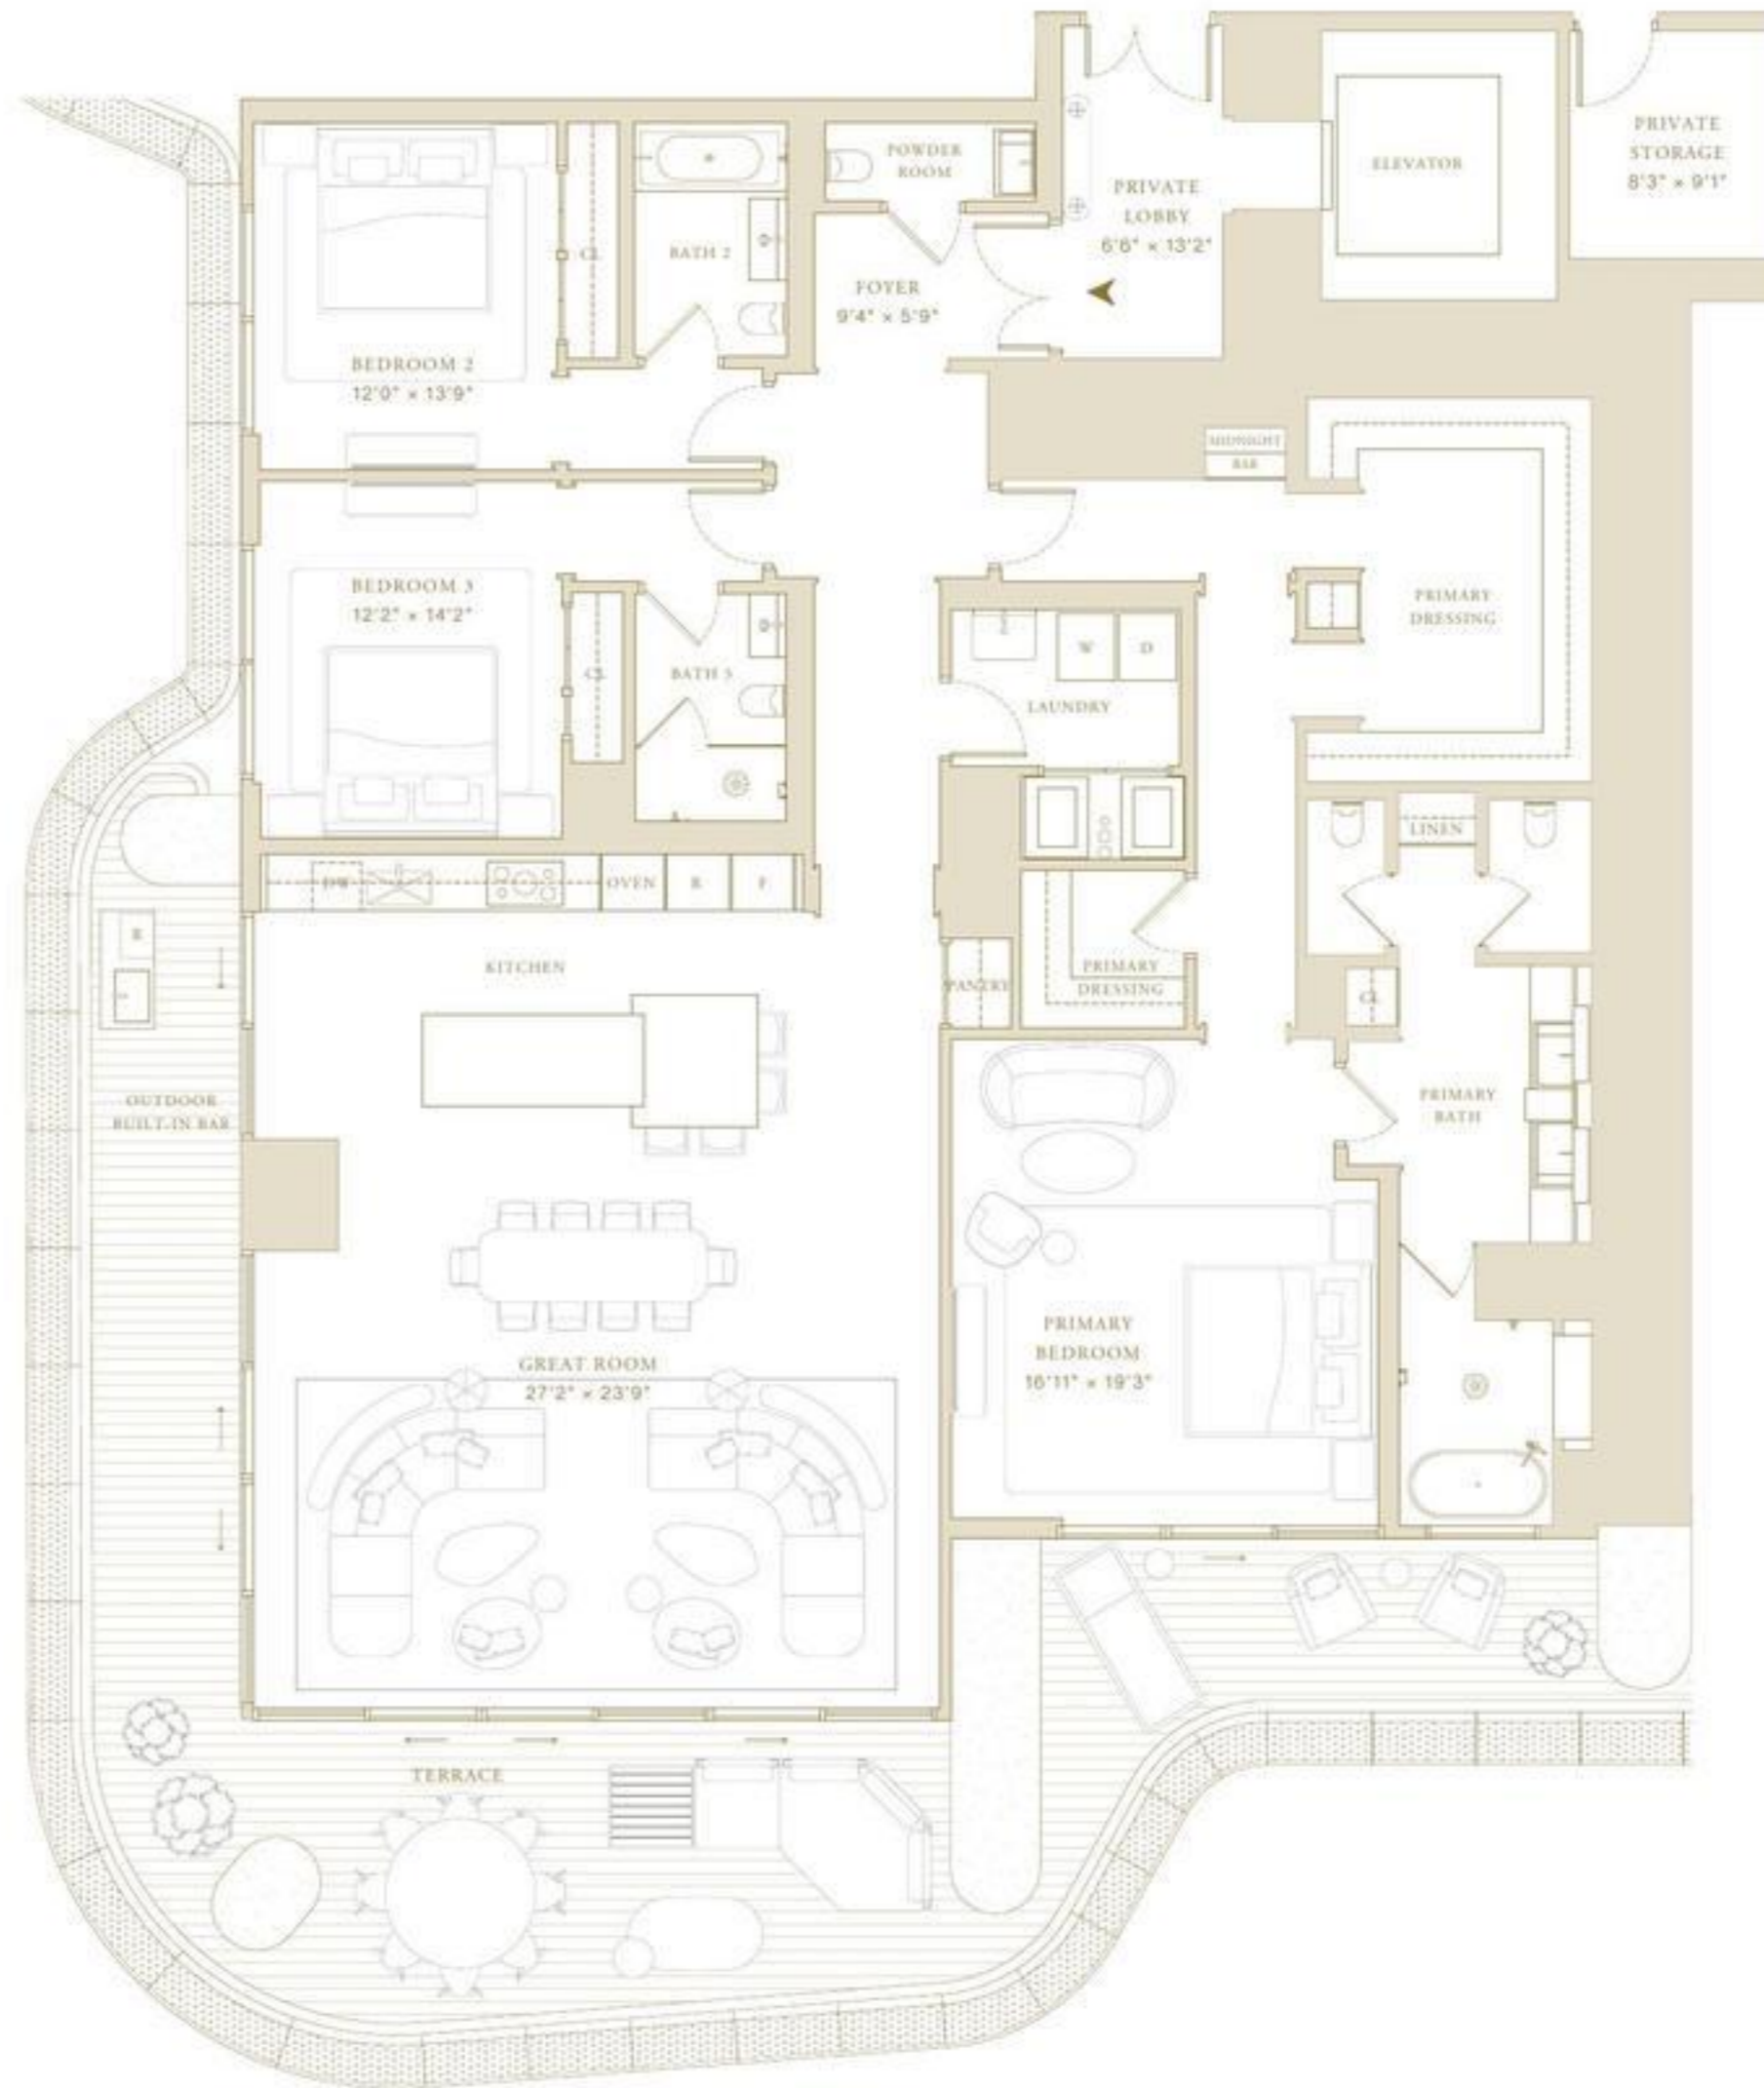 PRIVATE
STORAGE
8'3" × 9'1"
ELEVATOR
POWDER
ROOM
PRIVATE
LOBBY
6'6" × 13'2"
CL
BATH 2
FOYER
9'4" × 5'9"
BEDROOM 2
12'0" × 13'9"
MIDNIGHT
BAR
BEDROOM 3
12'2" × 14'2"
PRIMARY
DRESSING
W
D
CL
BATH 3
LAUNDRY
LINEN
DW
OVEN
R
F
R
KITCHEN
PANTRY
PRIMARY
DRESSING
CL
OUTDOOR
BUILT-IN BAR
PRIMARY
BATH
GREAT ROOM
27'2" × 23'9"
PRIMARY
BEDROOM
16'11" × 19'3"
TERRACE